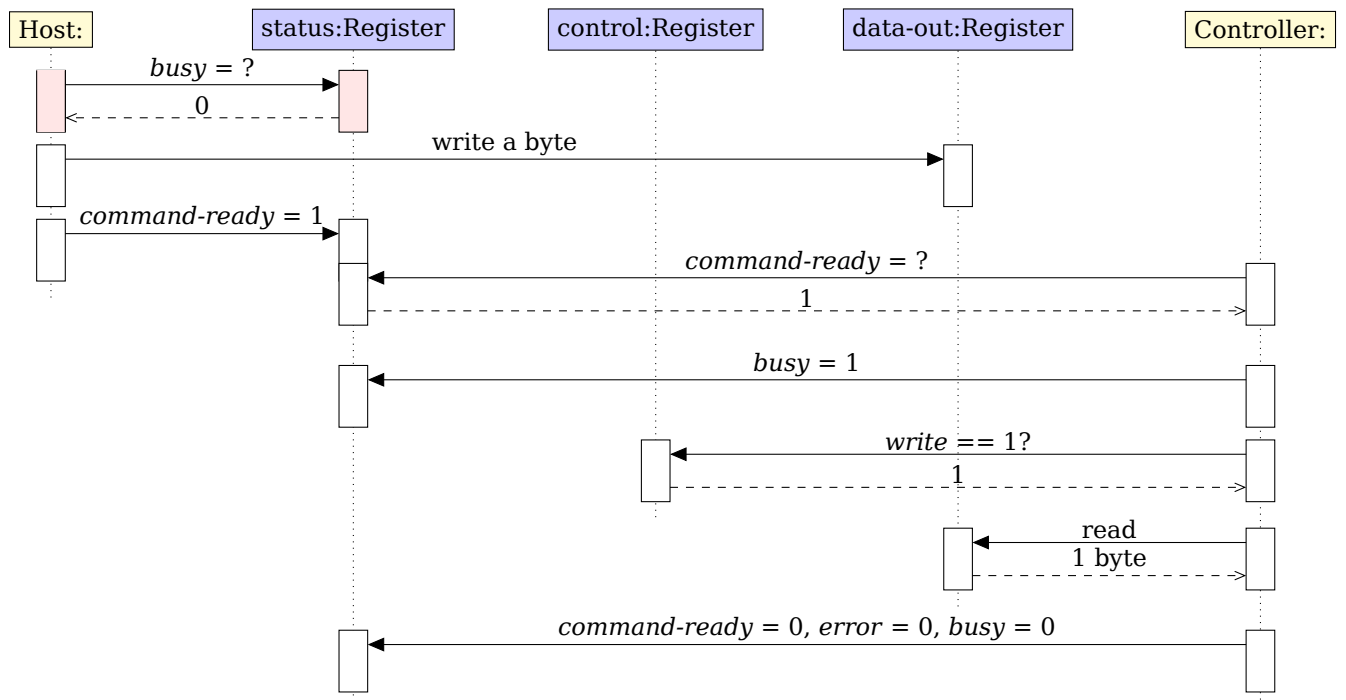 Host:
status:Register
control:Register
data-out:Register
Controller:
busy = ?
0
write a byte
command-ready = 1
command-ready = ?
1
busy = 1
write == 1?
1
read
1 byte
command-ready = 0, error = 0, busy = 0